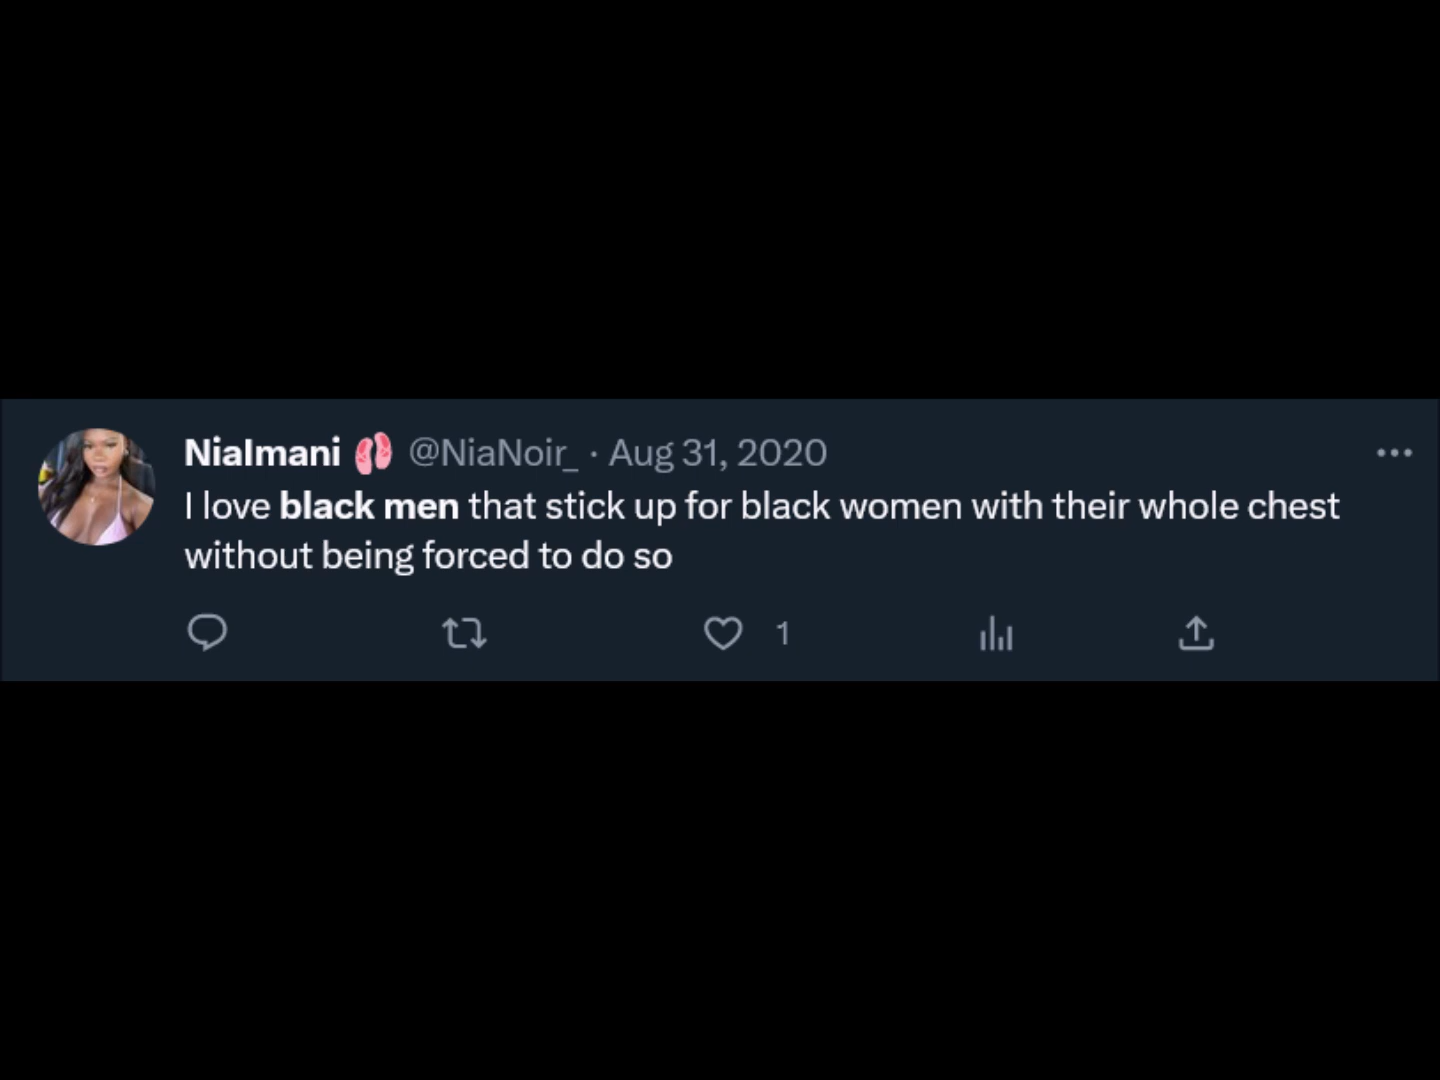 NiaImani 🩰 @NiaNoir_ · Aug 31, 2020
I love black men that stick up for black women with their whole chest
without being forced to do so
1